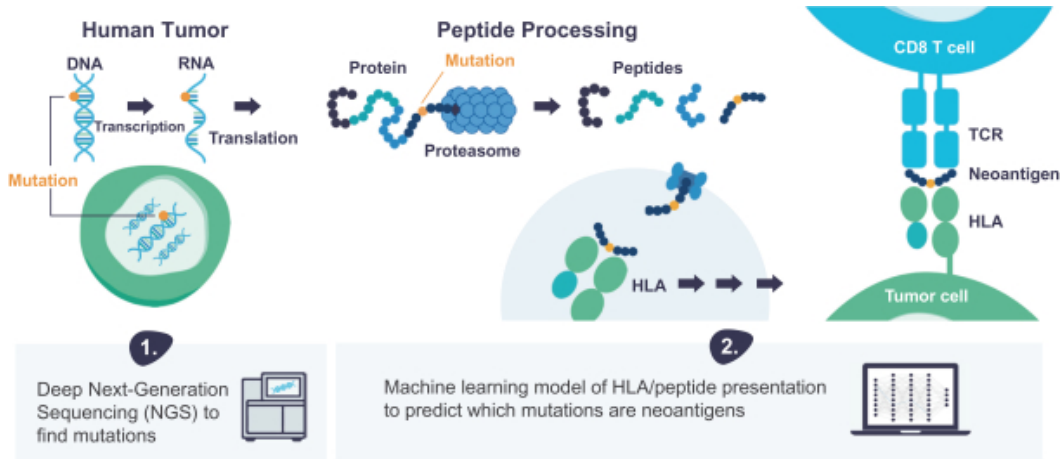 Human Tumor
DNA
RNA
Transcription
Translation
Mutation
Peptide Processing
Protein
Mutation
Proteasome
Peptides
HLA
CD8 T cell
TCR
Neoantigen
HLA
Tumor cell
1.
Deep Next-Generation
Sequencing (NGS) to
find mutations
2.
Machine learning model of HLA/peptide presentation
to predict which mutations are neoantigens